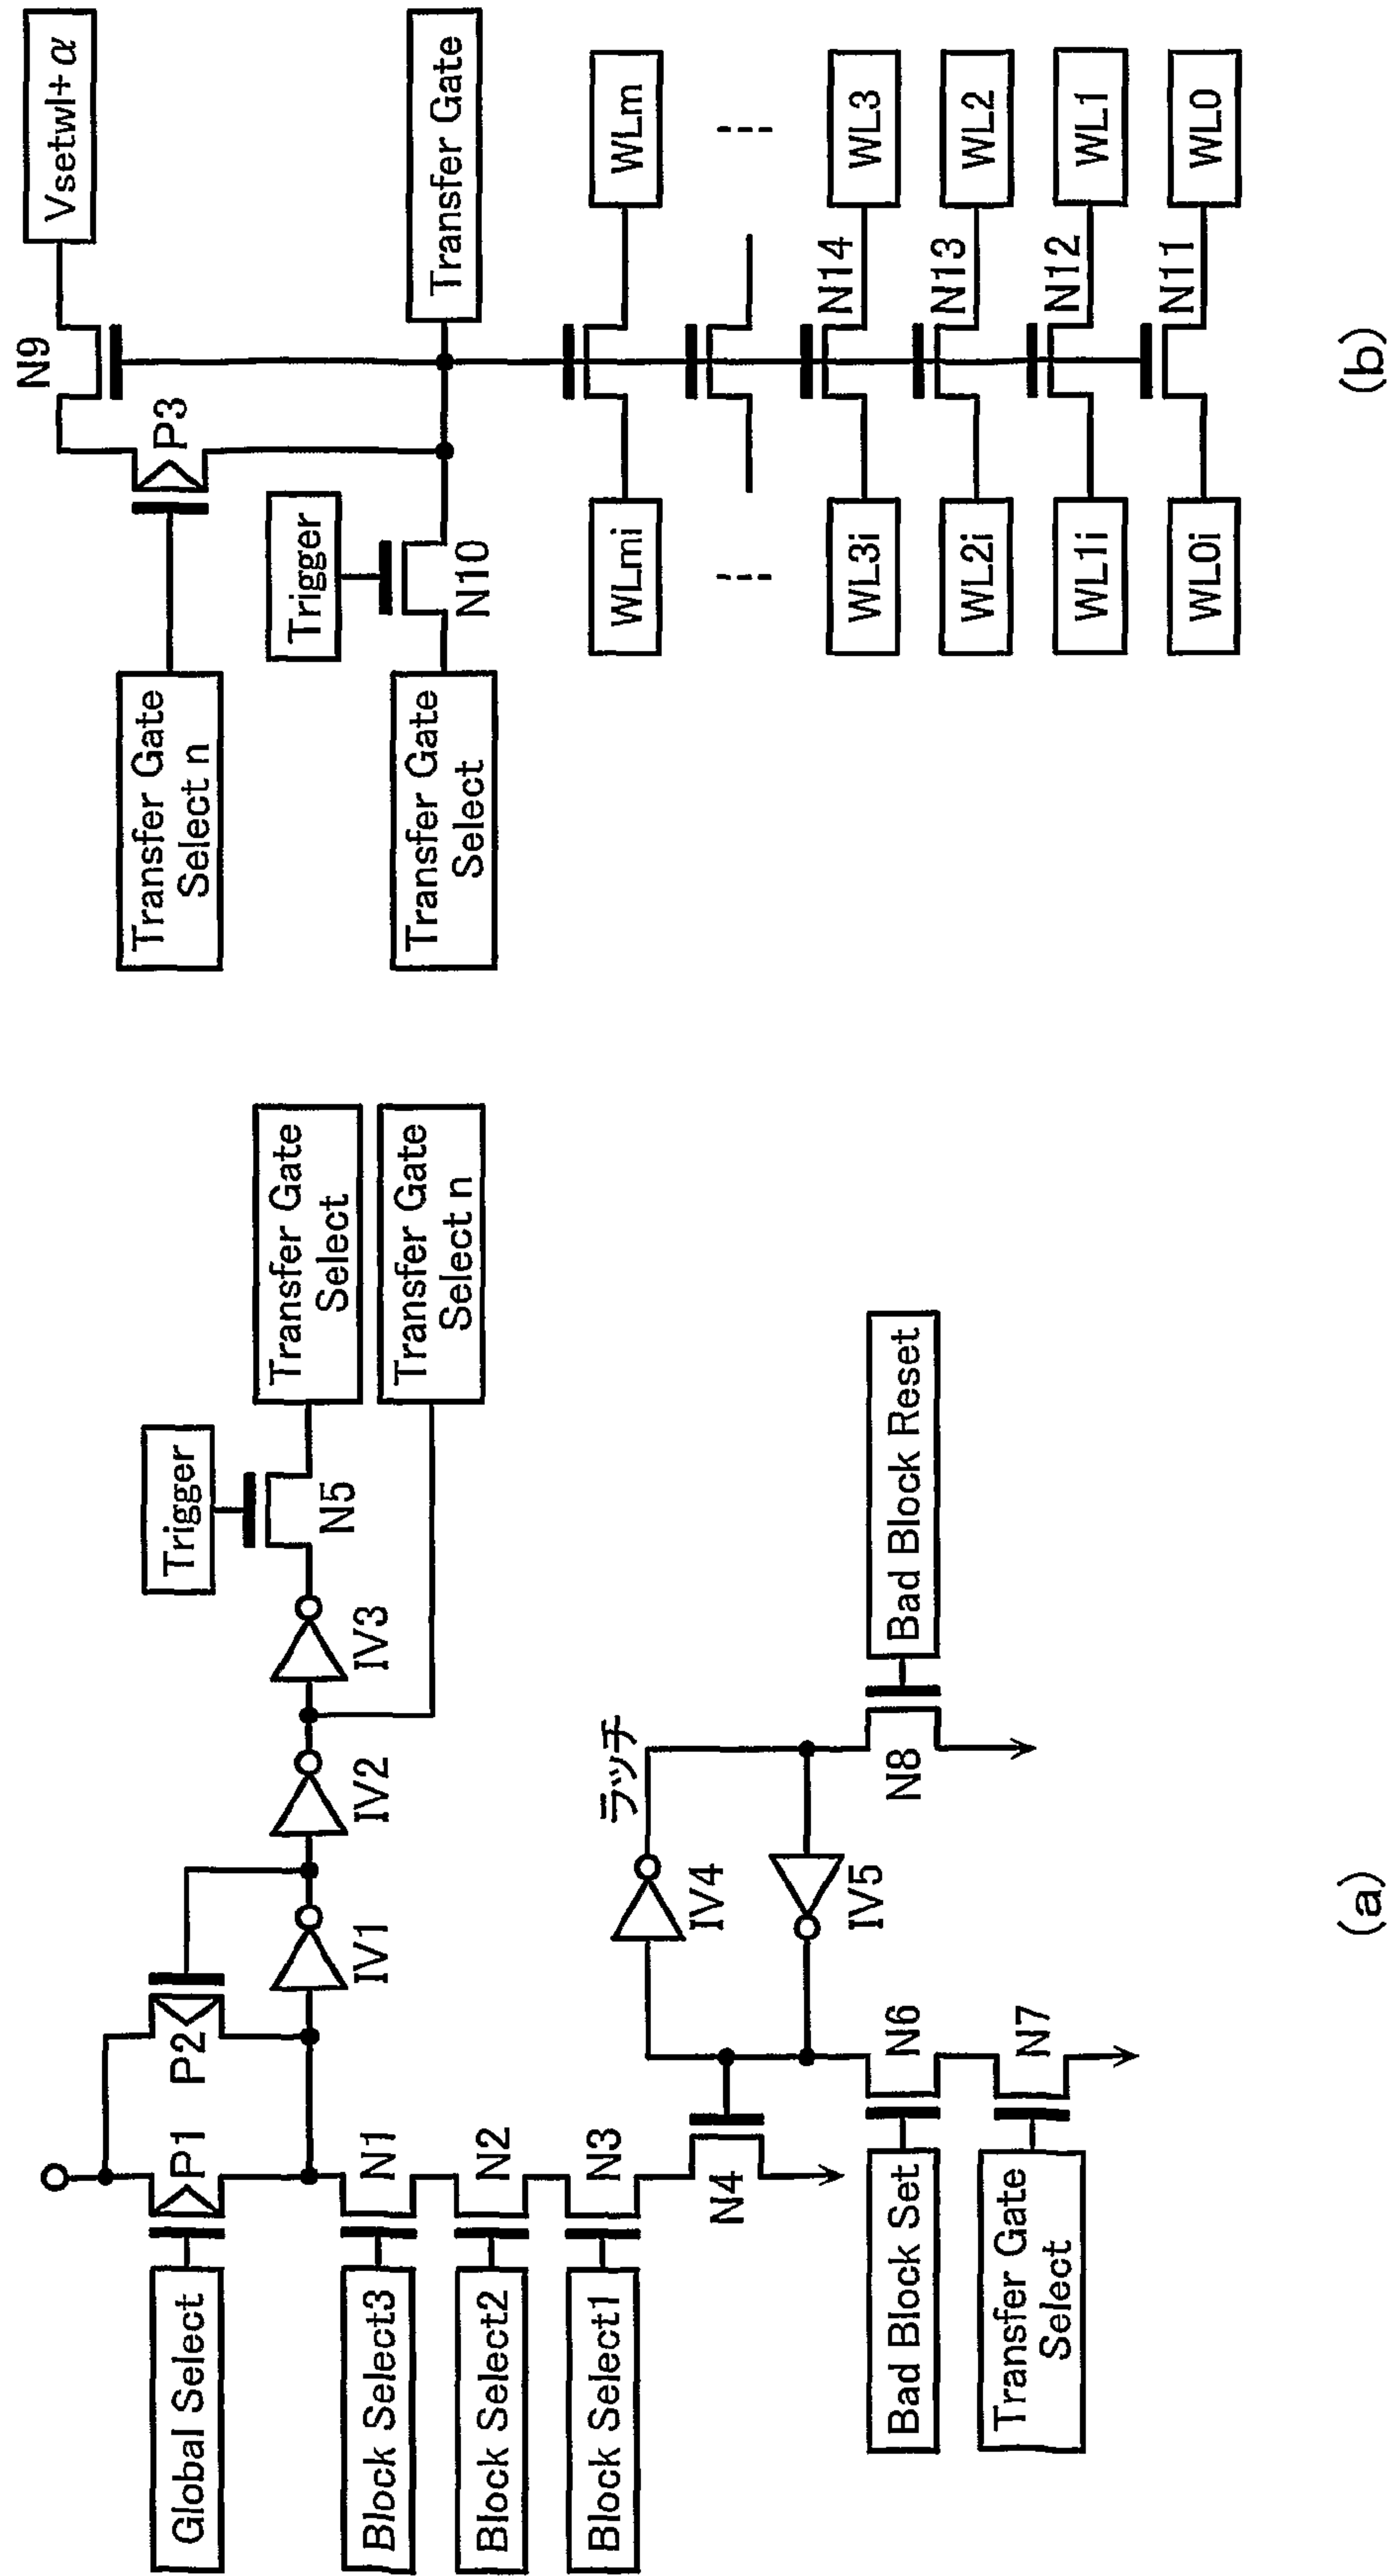 Global Select
P1
P2
Block Select3
N1
Block Select2
N2
Block Select1
N3
N4
IV1
IV2
IV3
Trigger
N5
Transfer Gate
Select
Transfer Gate
Select n
ラッチ
IV4
IV5
Bad Block Set
N6
Transfer Gate
Select
N7
N8
Bad Block Reset
(a)
Transfer Gate
Select n
P3
N9
Vsetwl+α
Trigger
Transfer Gate
Select
N10
Transfer Gate
WLmi
WLm
WL3i
N14
WL3
WL2i
N13
WL2
WL1i
N12
WL1
WL0i
N11
WL0
(b)